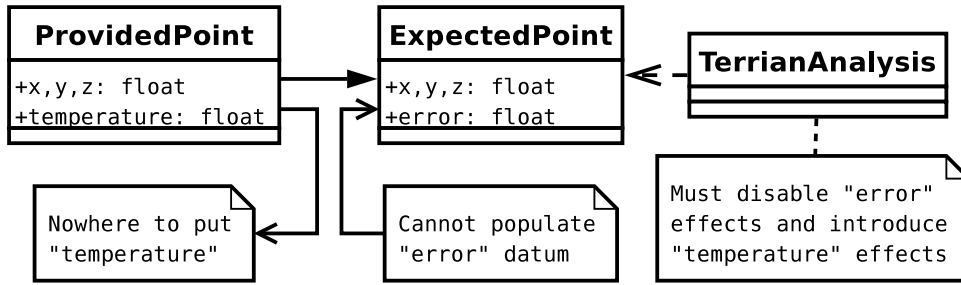 ProvidedPoint
+x,y,z: float
+temperature: float
ExpectedPoint
+x,y,z: float
+error: float
TerrianAnalysis
Nowhere to put
"temperature"
Cannot populate
"error" datum
Must disable "error"
effects and introduce
"temperature" effects